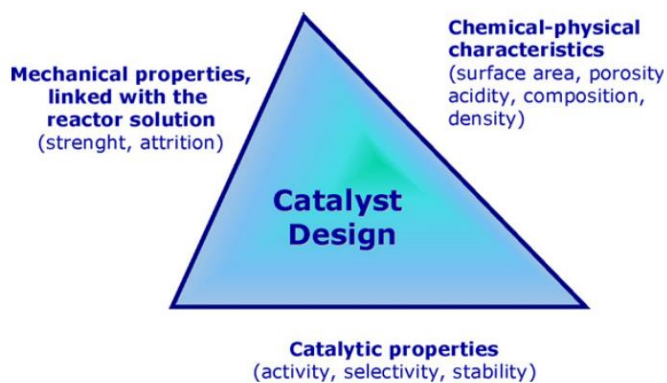 Mechanical properties,
linked with the
reactor solution
(strenght, attrition)
Chemical-physical
characteristics
(surface area, porosity
acidity, composition,
density)
Catalyst
Design
Catalytic properties
(activity, selectivity, stability)